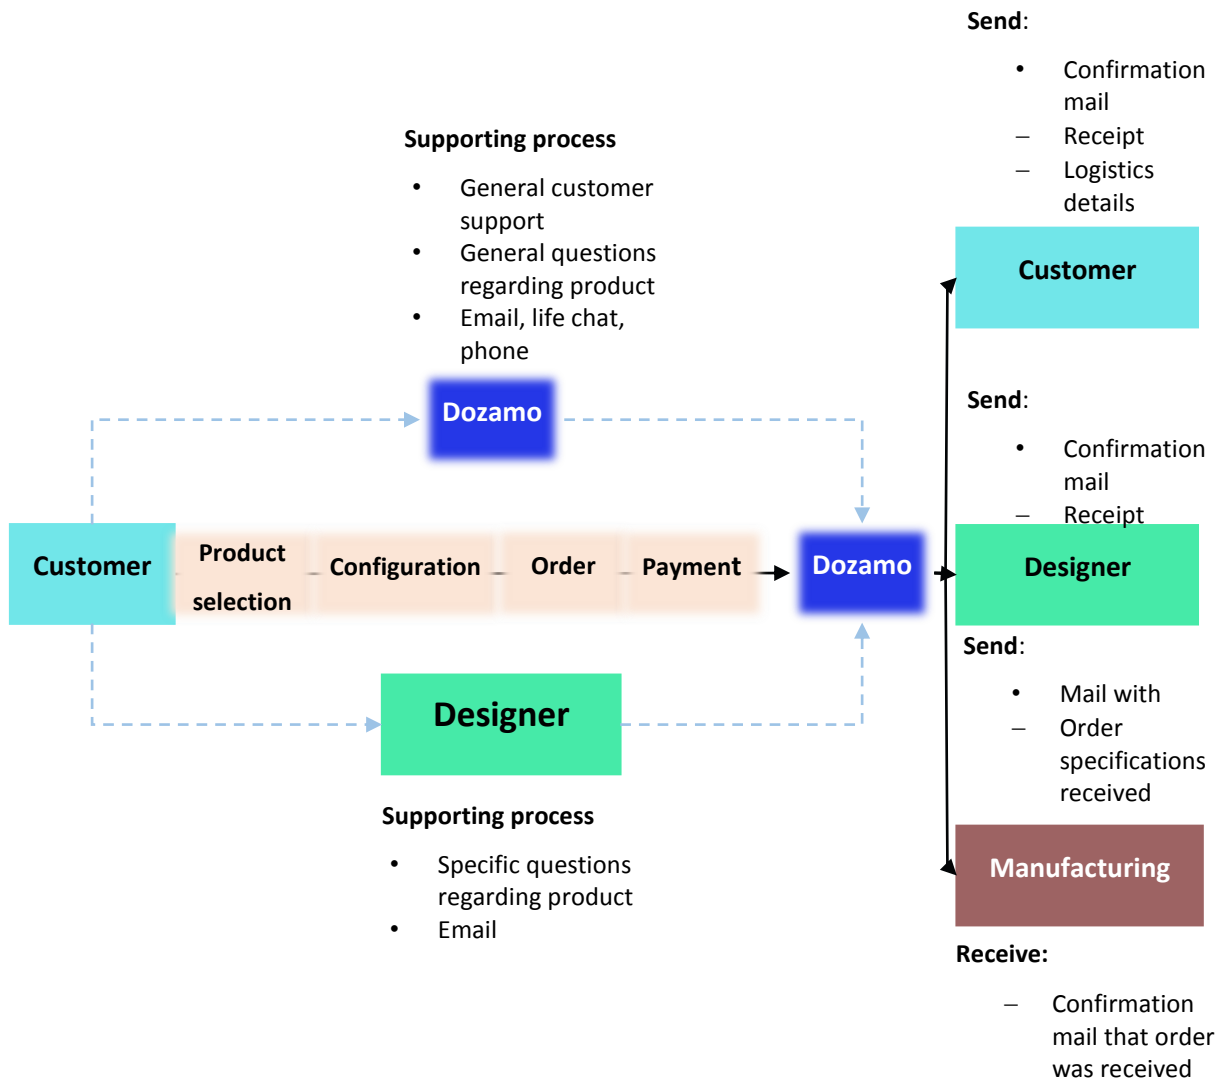 Supporting process
• General customer
support
• General questions
regarding product
• Email, life chat,
phone
Dozamo
Customer
Product
selection
Configuration
Order
Payment
Dozamo
Designer
Supporting process
• Specific questions
regarding product
• Email
Send:
• Confirmation
mail
– Receipt
– Logistics
details
Customer
Send:
• Confirmation
mail
– Receipt
Designer
Send:
• Mail with
– Order
specifications
received
Manufacturing
Receive:
– Confirmation
mail that order
was received